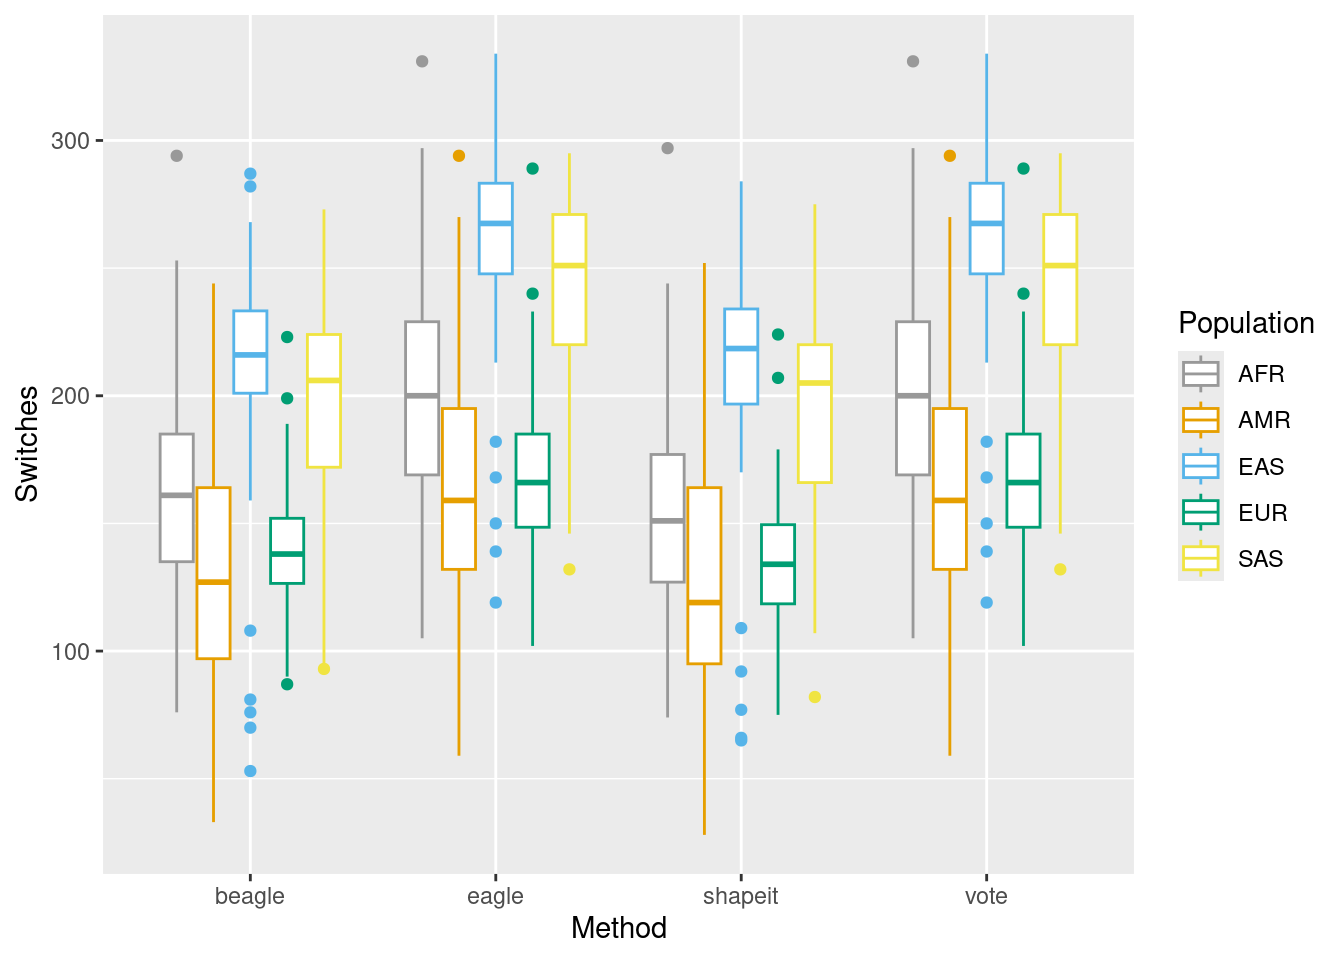 Switches
300
200
100
beagle
eagle
shapeit
vote
Method
Population
AFR
AMR
EAS
EUR
SAS